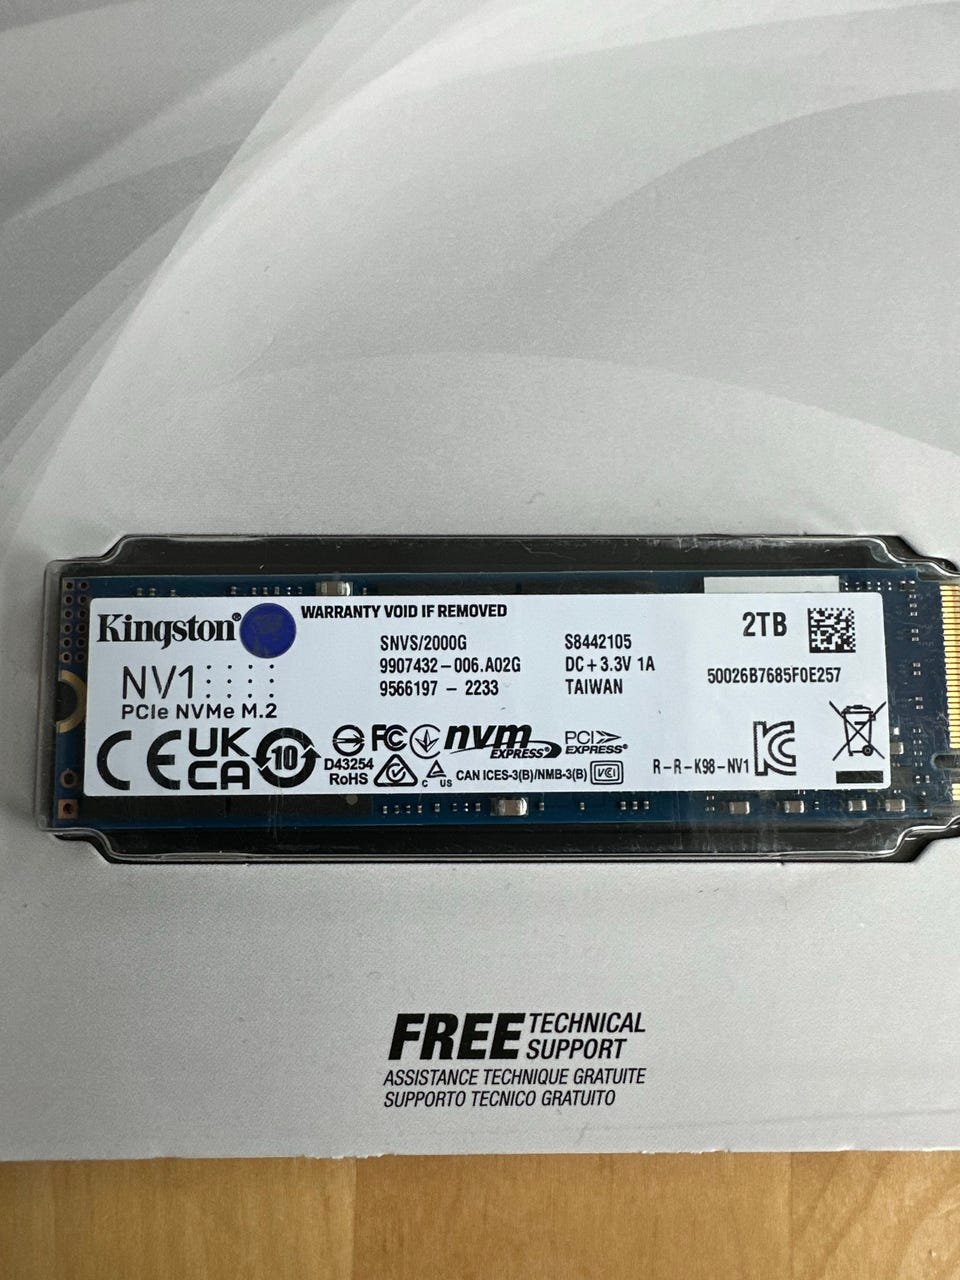 Kingston®
WARRANTY VOID IF REMOVED
NV1
PCIe NVMe M.2
SNVS/2000G
9907432-006.A02G
9566197 - 2233
S8442105
DC+3.3V 1A
TAIWAN
2TB
50026B7685F0E257
CE
UK
CA
10
D43254
RoHS
FC
nvm
EXPRESS
PCI
EXPRESS®
C US
CAN ICES-3(B)/NMB-3(B)
VCI
R-R-K98-NV1
FREE TECHNICAL
SUPPORT
ASSISTANCE TECHNIQUE GRATUITE
SUPPORTO TECNICO GRATUITO